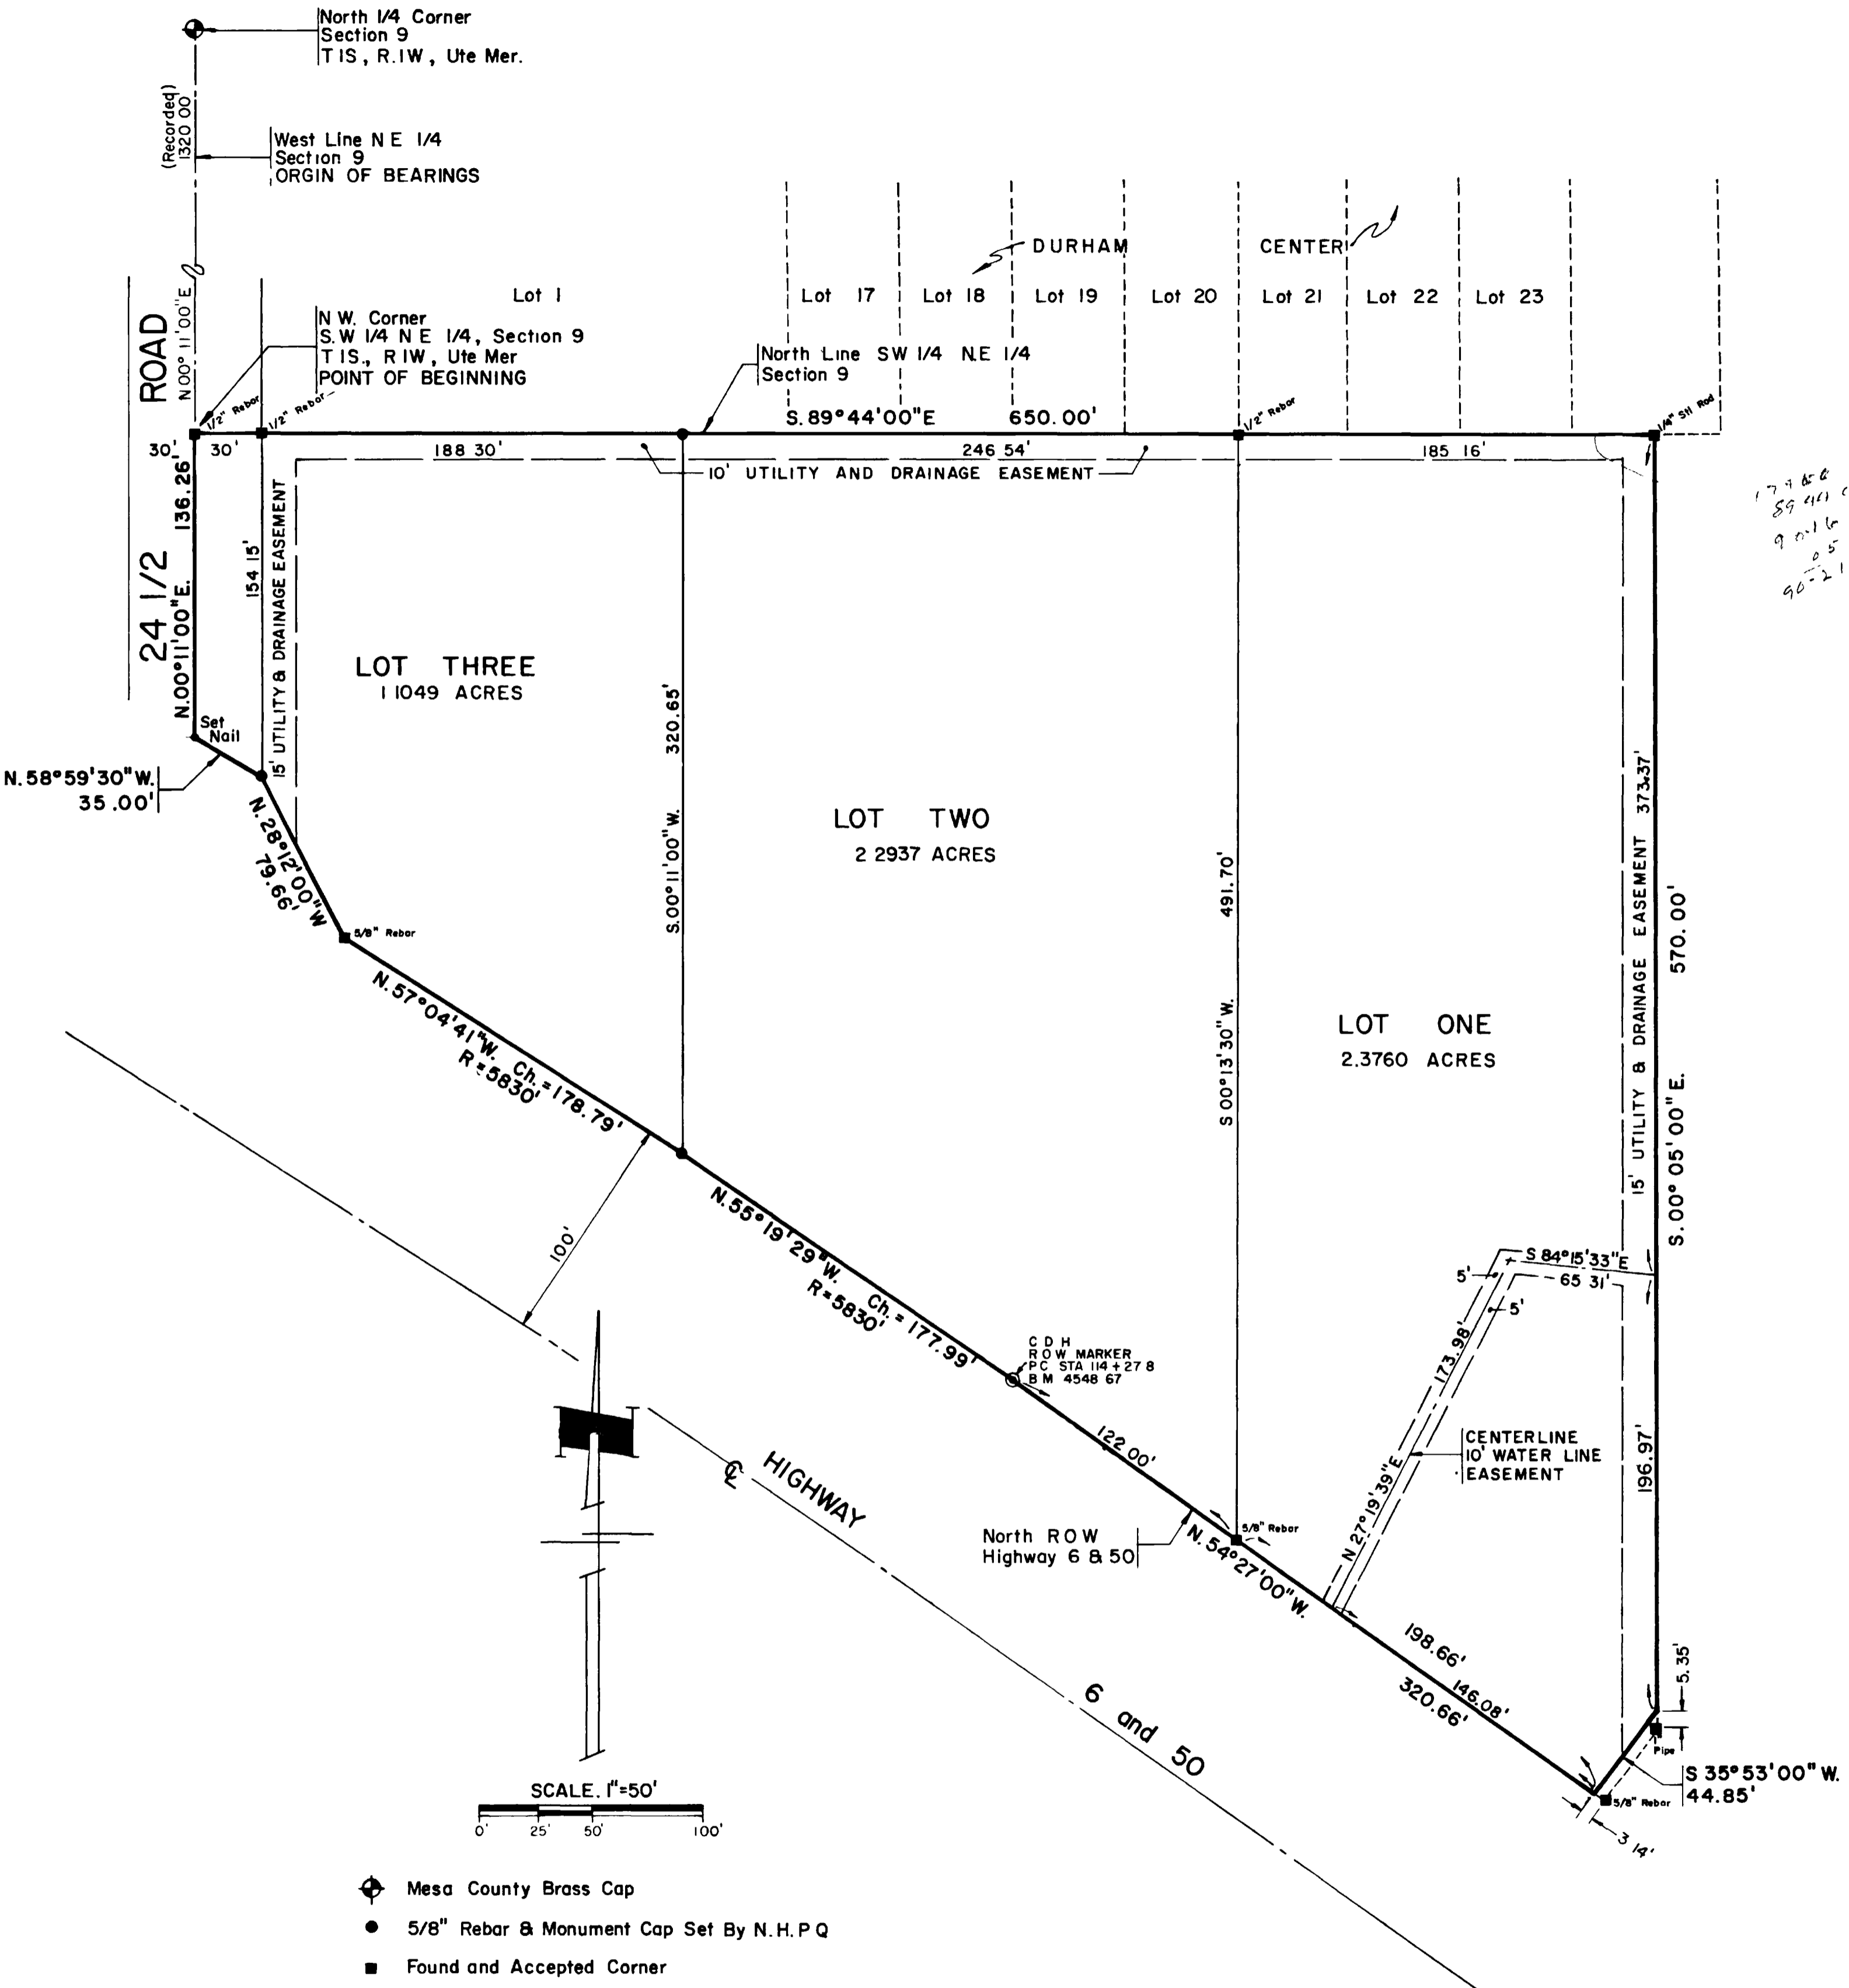 North 1/4 Corner
Section 9
T1S, R.1W, Ute Mer.
(Recorded)
1320 00
West Line N E 1/4
Section 9
ORGIN OF BEARINGS
DURHAM CENTER
Lot 1
Lot 17
Lot 18
Lot 19
Lot 20
Lot 21
Lot 22
Lot 23
N00° 11'00"E
ROAD
24 1/2
N W. Corner
S.W 1/4 N E 1/4, Section 9
T1S., R1W, Ute Mer
POINT OF BEGINNING
North Line SW 1/4 N.E 1/4
Section 9
1/2" Rebar
1/2" Rebar
S. 89°44'00"E 650.00'
1/2" Rebar
1/4" Stl Rod
30' 30'
188 30'
246 54'
185 16'
10' UTILITY AND DRAINAGE EASEMENT
N.00°11'00"E. 136.26'
154 15'
15' UTILITY & DRAINAGE EASEMENT
LOT THREE
1 1049 ACRES
S.00°11'00"W. 320.65'
LOT TWO
2 2937 ACRES
S 00°13'30"W. 491.70'
LOT ONE
2.3760 ACRES
15' UTILITY & DRAINAGE EASEMENT 373.37'
S.00° 05' 00"E. 570.00'
Set
Nail
N.58°59'30"W.
35.00'
N. 28°12'00"W
79.66'
5/8" Rebar
N. 57°04'41"W. Ch. = 178.79'
R = 5830'
100'
N. 55°19'29"W. Ch. = 177.99'
R = 5830'
C D H
ROW MARKER
PC STA 114+27 8
BM 4548 67
S 84°15'33"E
65 31'
5'
5'
173.98'
N 27°19'39"E
CENTERLINE
10' WATER LINE
EASEMENT
196.97'
122 00'
5/8" Rebar
North ROW
Highway 6 & 50
N. 54°27'00"W.
198.66'
146.08'
320.66'
5.35'
Pipe
S 35°53'00"W.
44.85'
5/8" Rebar
3 14'
℄ HIGHWAY
6 and 50
SCALE. 1"=50'
0' 25' 50' 100'
Mesa County Brass Cap
5/8" Rebar & Monument Cap Set By N.H.P Q
Found and Accepted Corner